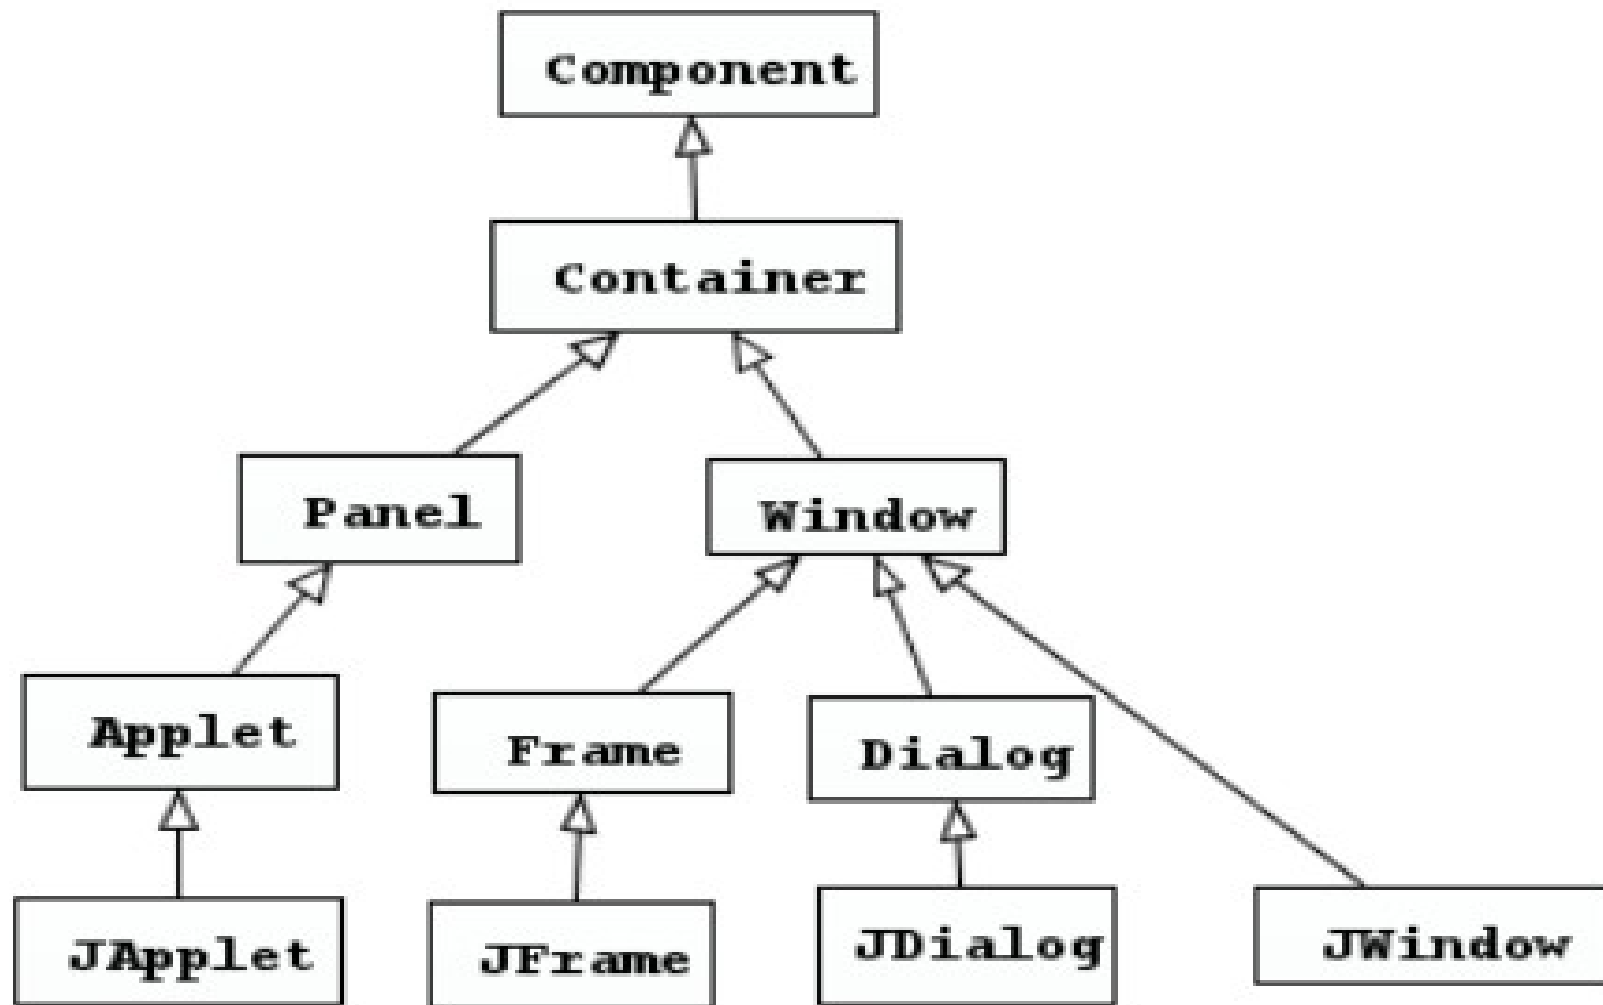 Component
Container
Panel
Window
Applet
Frame
Dialog
JApplet
JFrame
JDialog
JWindow